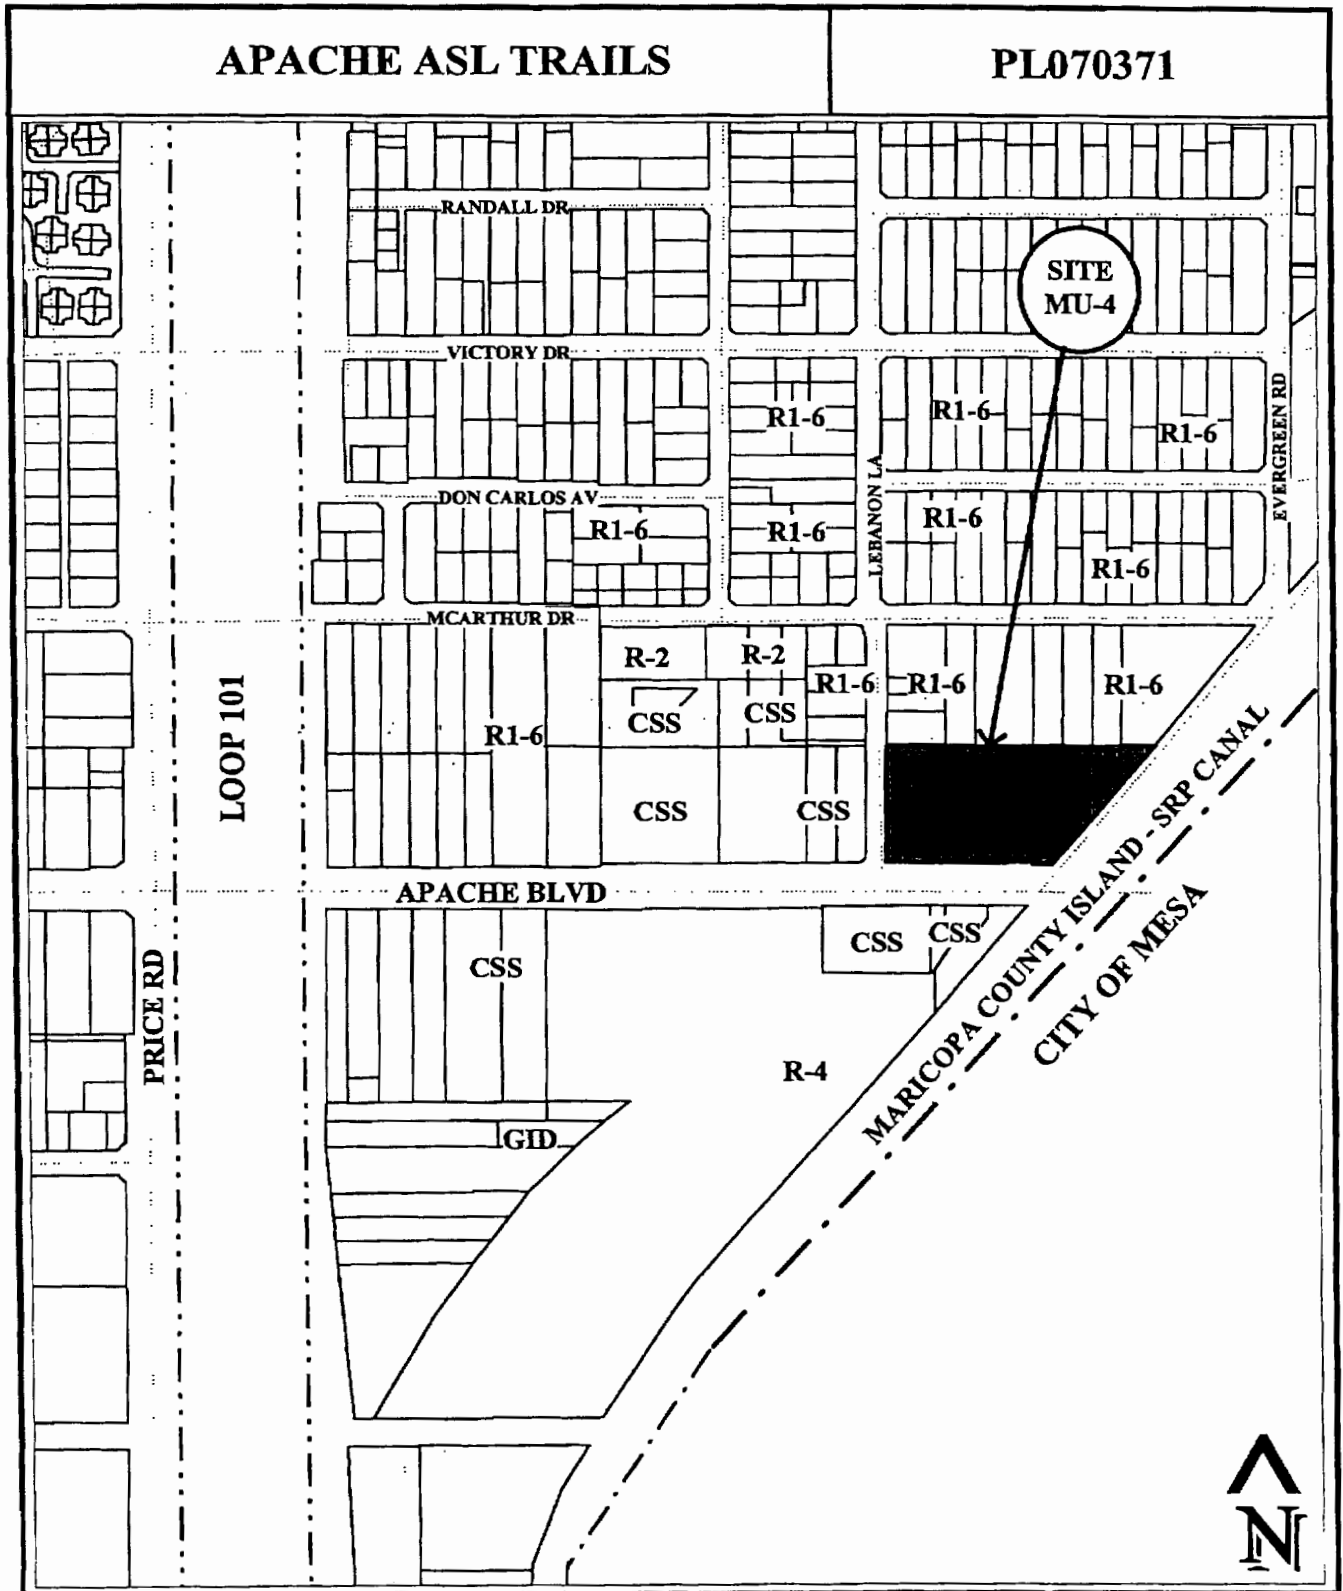 APACHE ASL TRAILS
PL070371
RANDALL DR
SITE
MU-4
VICTORY DR
R1-6
R1-6
R1-6
EVERGREEN RD
LEBANON LA
DON CARLOS AV
R1-6
R1-6
R1-6
R1-6
MCARTHUR DR
R-2
R-2
R1-6
R1-6
R1-6
LOOP 101
R1-6
CSS
CSS
CSS
CSS
MARICOPA COUNTY ISLAND - SRP CANAL
CITY OF MESA
APACHE BLVD
CSS
CSS
CSS
PRICE RD
R-4
GID
N